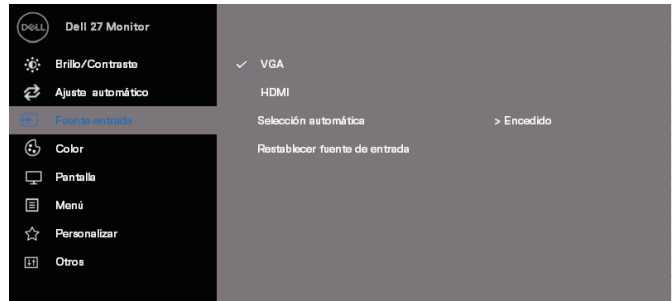 DELL Dell 27 Monitor
Brillo/Contraste
VGA
Ajuste automático
HDMI
Fuente entrada
Selección automática > Encedido
Color
Restablecer fuente de entrada
Pantalla
Menú
Personalizar
Otros